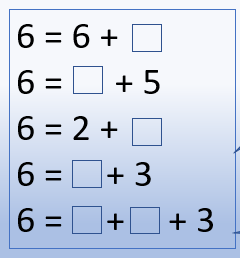 6 = 6 + □
6 = □ + 5
6 = 2 + □
6 = □ + 3
6 = □ + □ + 3